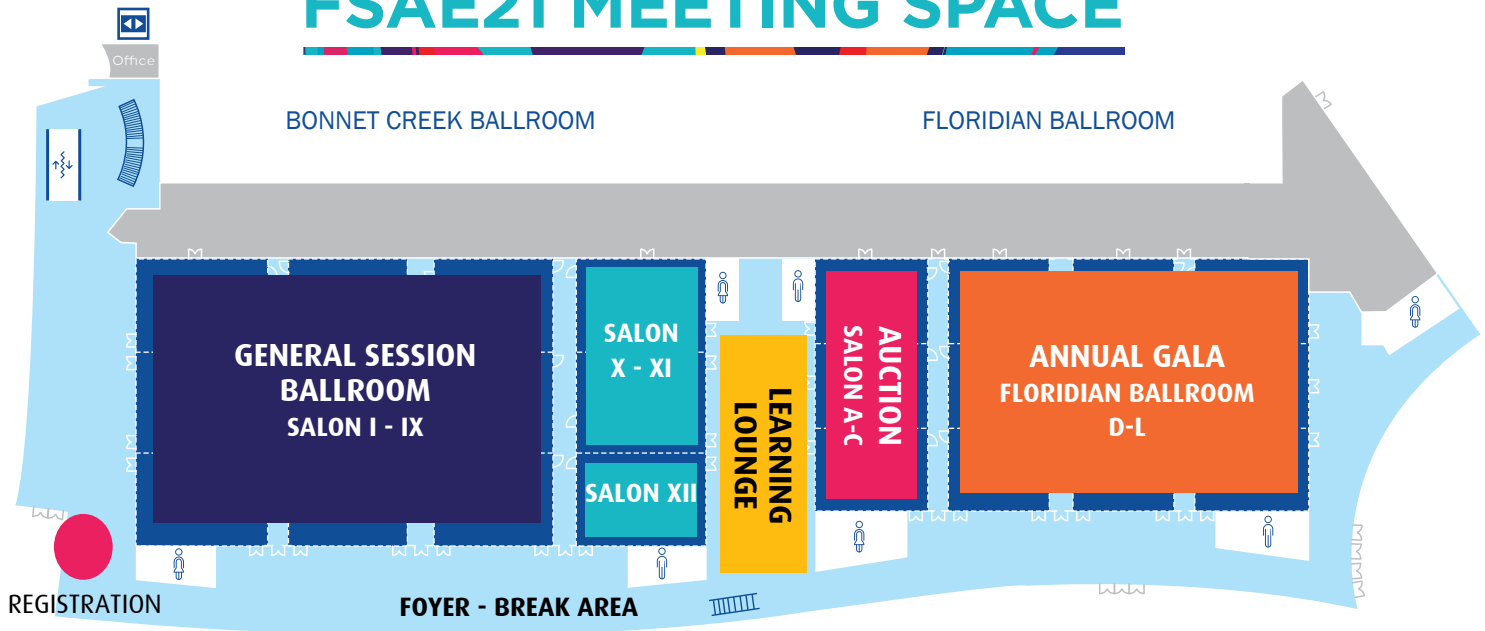 FSAE21 MEETING SPACE
Office
BONNET CREEK BALLROOM
FLORIDIAN BALLROOM
GENERAL SESSION
BALLROOM
SALON I - IX
SALON
X - XI
SALON XII
LEARNING
LOUNGE
AUCTION
SALON A-C
ANNUAL GALA
FLORIDIAN BALLROOM
D-L
REGISTRATION
FOYER - BREAK AREA